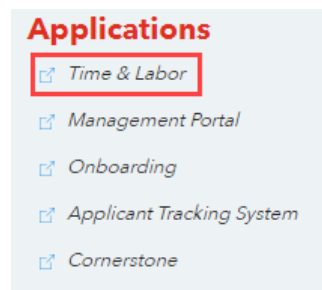 Applications
Time & Labor
Management Portal
Onboarding
Applicant Tracking System
Cornerstone